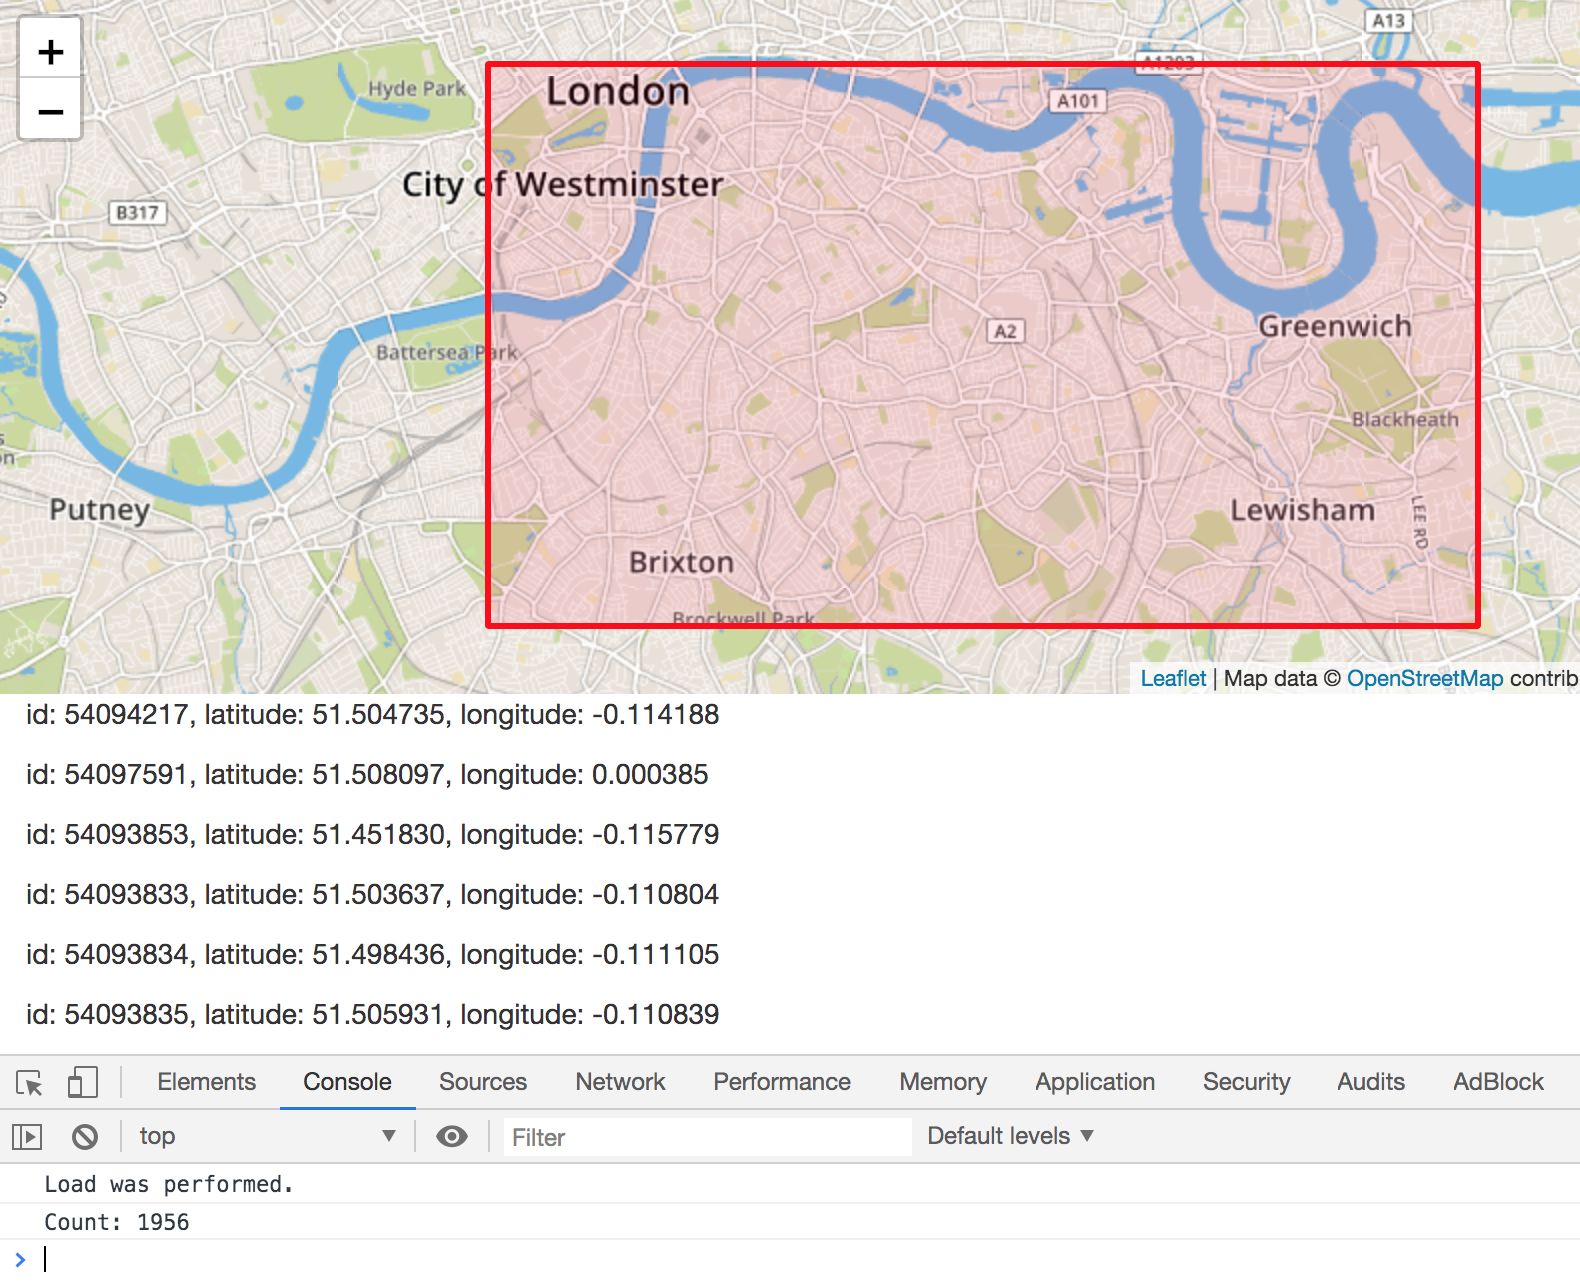 +
−
A13
Hyde Park
A1203
London
A101
City of Westminster
B317
A2
Greenwich
Battersea Park
Blackheath
Putney
Lewisham
LEE RD
Brixton
Brockwell Park
Leaflet | Map data © OpenStreetMap contrib
id: 54094217, latitude: 51.504735, longitude: -0.114188
id: 54097591, latitude: 51.508097, longitude: 0.000385
id: 54093853, latitude: 51.451830, longitude: -0.115779
id: 54093833, latitude: 51.503637, longitude: -0.110804
id: 54093834, latitude: 51.498436, longitude: -0.111105
id: 54093835, latitude: 51.505931, longitude: -0.110839
Elements Console Sources Network Performance Memory Application Security Audits AdBlock
top Filter Default levels
Load was performed.
Count: 1956
>